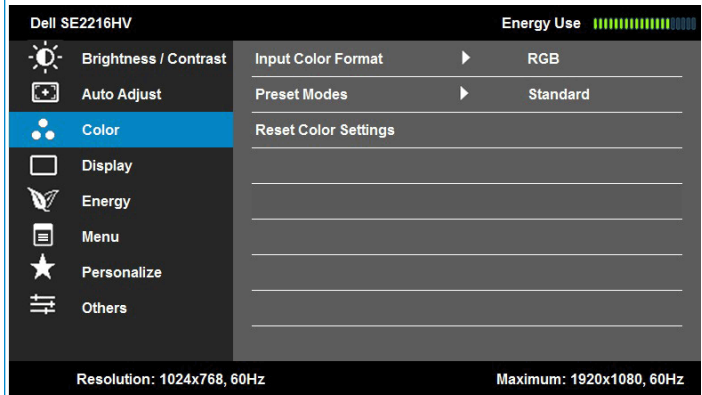 Dell SE2216HV Energy Use
Brightness / Contrast Input Color Format RGB
Auto Adjust Preset Modes Standard
Color Reset Color Settings
Display
Energy
Menu
Personalize
Others
Resolution: 1024x768, 60Hz Maximum: 1920x1080, 60Hz